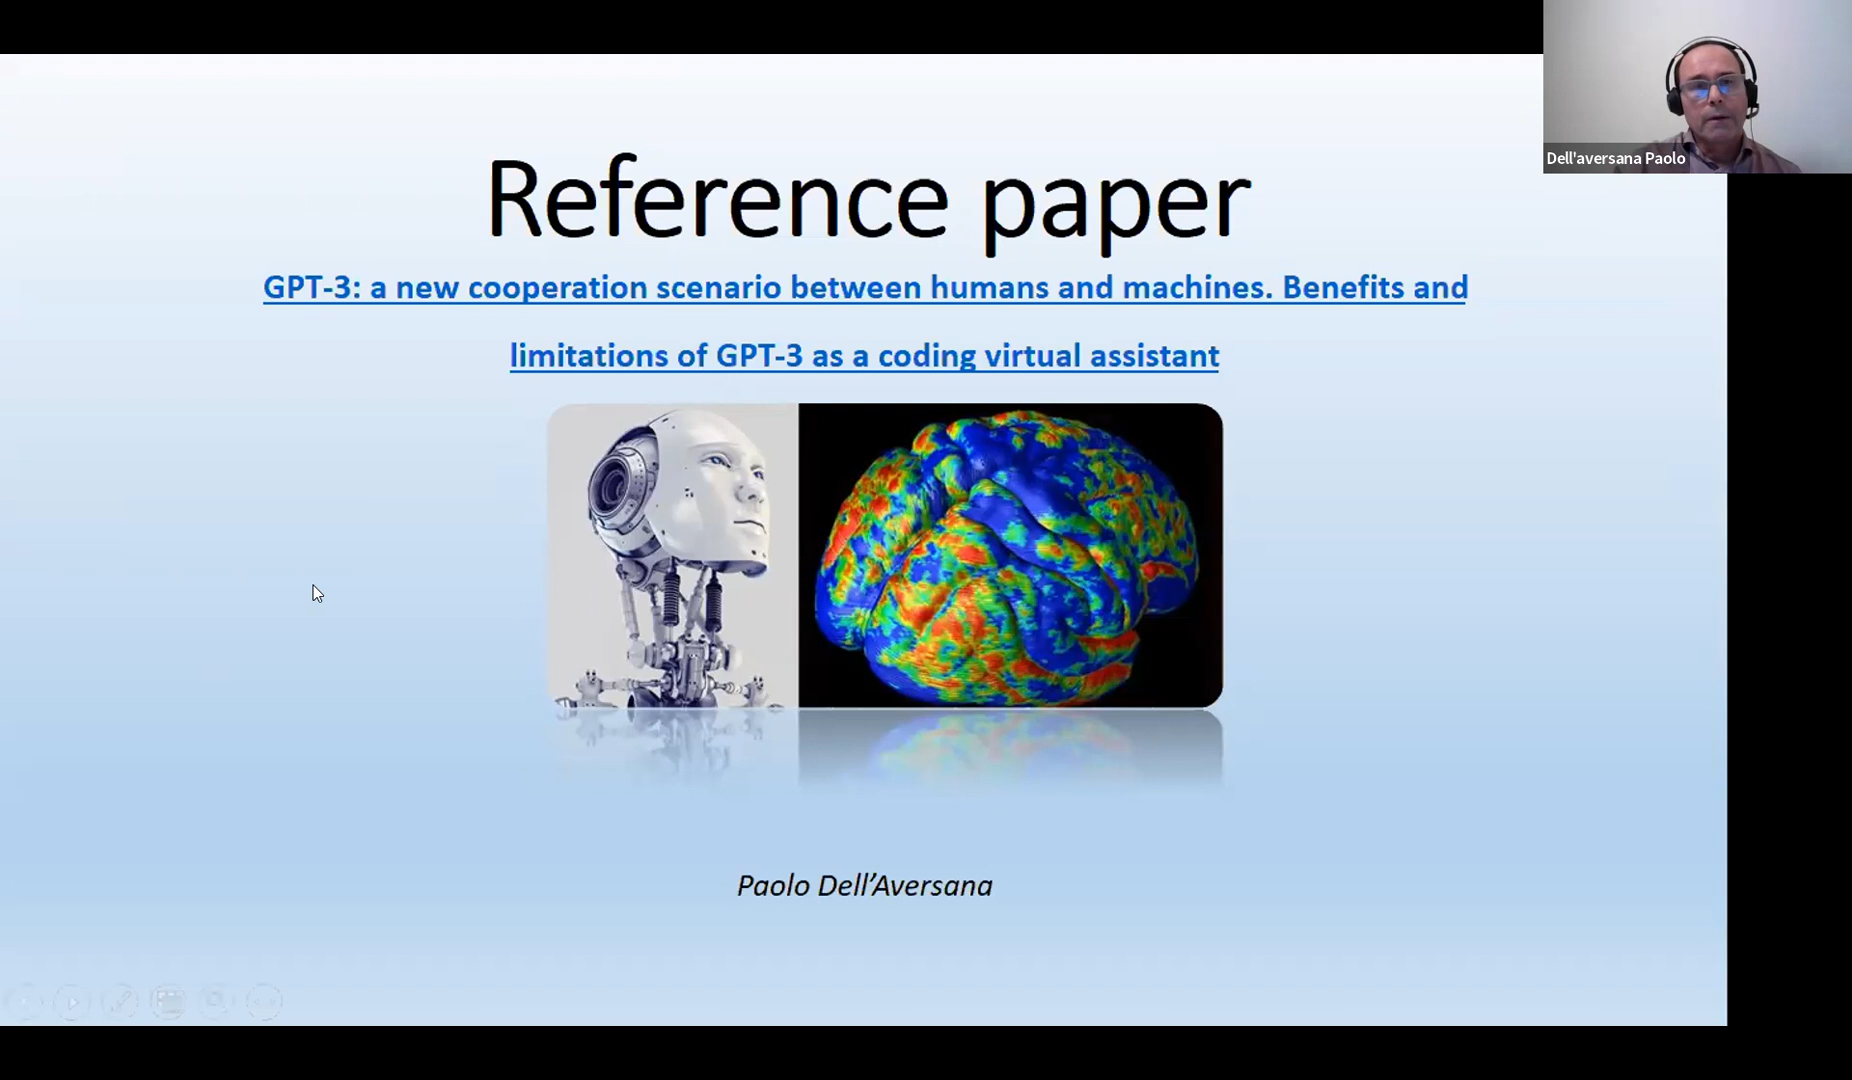 Dell'aversana Paolo
Reference paper
GPT-3: a new cooperation scenario between humans and machines. Benefits and
limitations of GPT-3 as a coding virtual assistant
Paolo Dell’Aversana